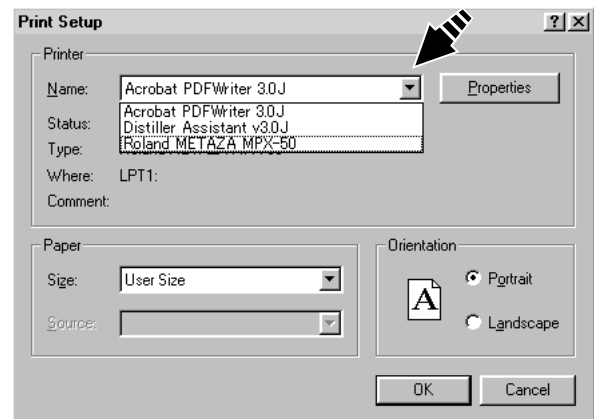 Print Setup
Printer
Name: Acrobat PDFWriter 3.0J Properties
Acrobat PDFWriter 3.0J
Status: Distiller Assistant v3.0J
Type: Roland METAZA MPX-50
Where: LPT1:
Comment:
Paper Orientation
Size: User Size Portrait
A
Source: Landscape
OK Cancel